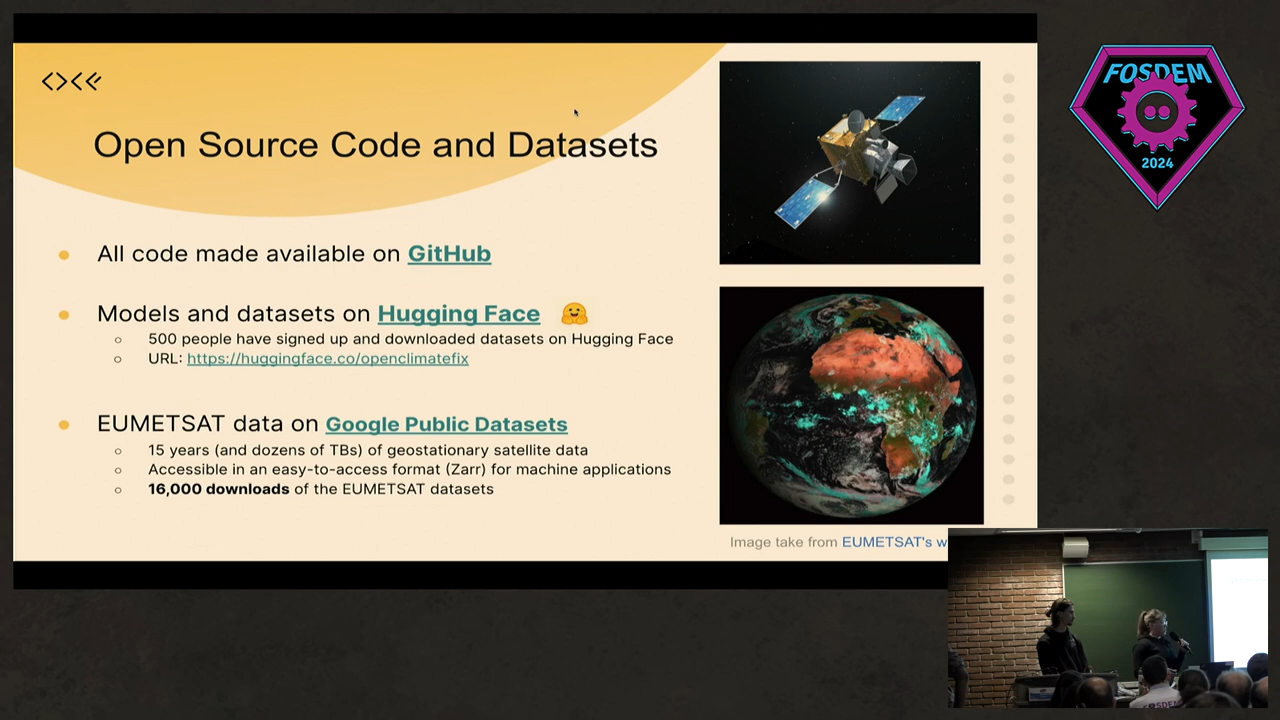 FOSDEM
2024
Open Source Code and Datasets
All code made available on GitHub
Models and datasets on Hugging Face
500 people have signed up and downloaded datasets on Hugging Face
URL: https://huggingface.co/openclimatefix
EUMETSAT data on Google Public Datasets
15 years (and dozens of TBs) of geostationary satellite data
Accessible in an easy-to-access format (Zarr) for machine applications
16,000 downloads of the EUMETSAT datasets
Image take from EUMETSAT's w
FOSDEM